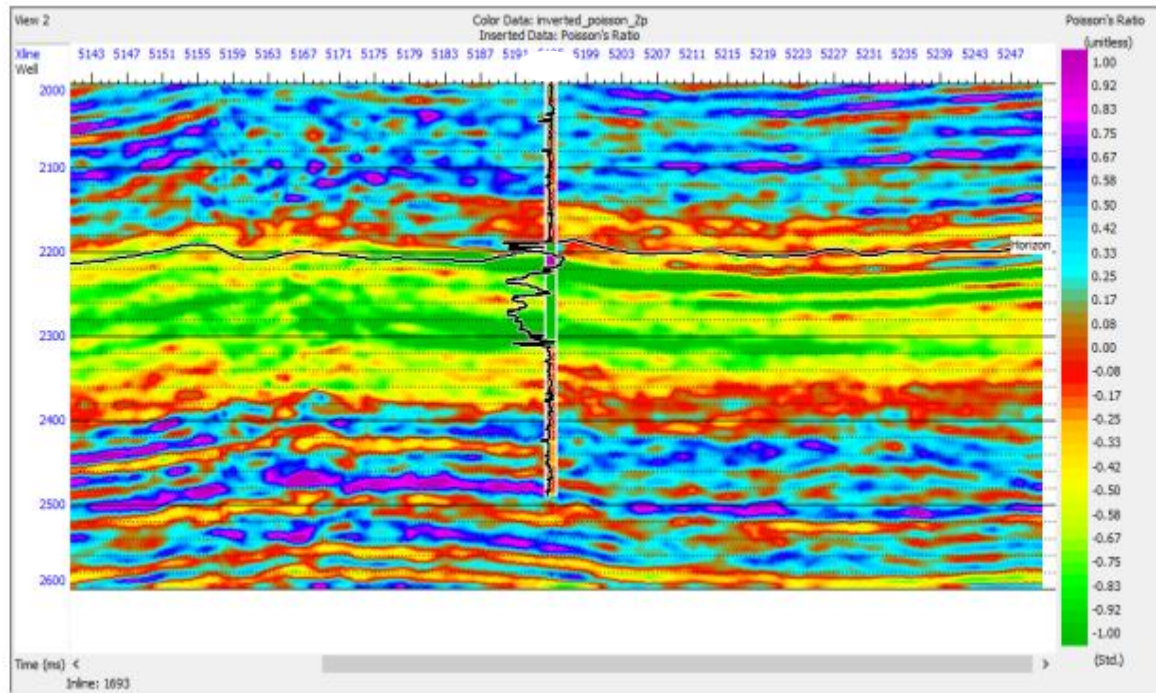 View 2
Color Data: inverted_poisson_Zp
Inserted Data: Poisson's Ratio
Poisson's Ratio
(unitless)
Xline 5143 5147 5151 5155 5159 5163 5167 5171 5175 5179 5183 5187 5199 5203 5207 5211 5215 5219 5223 5227 5231 5235 5239 5243 5247
Well
2000
2100
2200
2300
2400
2500
2600
Horizon
1.00
0.92
0.83
0.75
0.67
0.58
0.50
0.42
0.33
0.25
0.17
0.08
0.00
-0.08
-0.17
-0.25
-0.33
-0.42
-0.50
-0.58
-0.67
-0.75
-0.83
-0.92
-1.00
(Std.)
Time (ms) < >
Inline: 1693